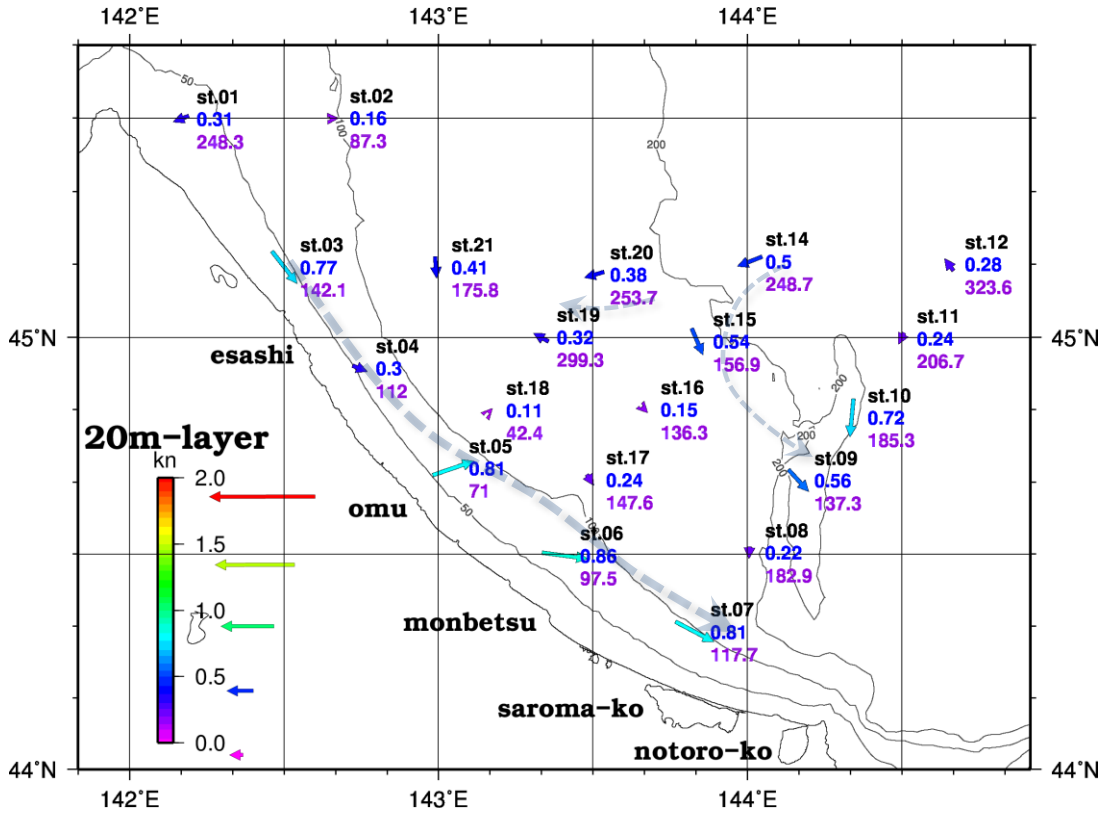 142°E
143°E
144°E
50
st.01
0.31
248.3
st.02
0.16
87.3
100
200
st.03
0.77
142.1
st.21
0.41
175.8
st.20
0.38
253.7
st.14
0.5
248.7
st.12
0.28
323.6
45°N
esashi
st.04
0.3
112
st.19
0.32
299.3
st.15
0.54
156.9
st.11
0.24
206.7
45°N
st.18
0.11
42.4
st.16
0.15
136.3
200
st.10
0.72
185.3
20m-layer
kn
2.0
1.5
1.0
0.5
0.0
st.05
0.81
71
st.17
0.24
147.6
200
200
st.09
0.56
137.3
omu
50
100
st.06
0.86
97.5
st.08
0.22
182.9
monbetsu
st.07
0.81
117.7
saroma-ko
notoro-ko
44°N
44°N
142°E
143°E
144°E